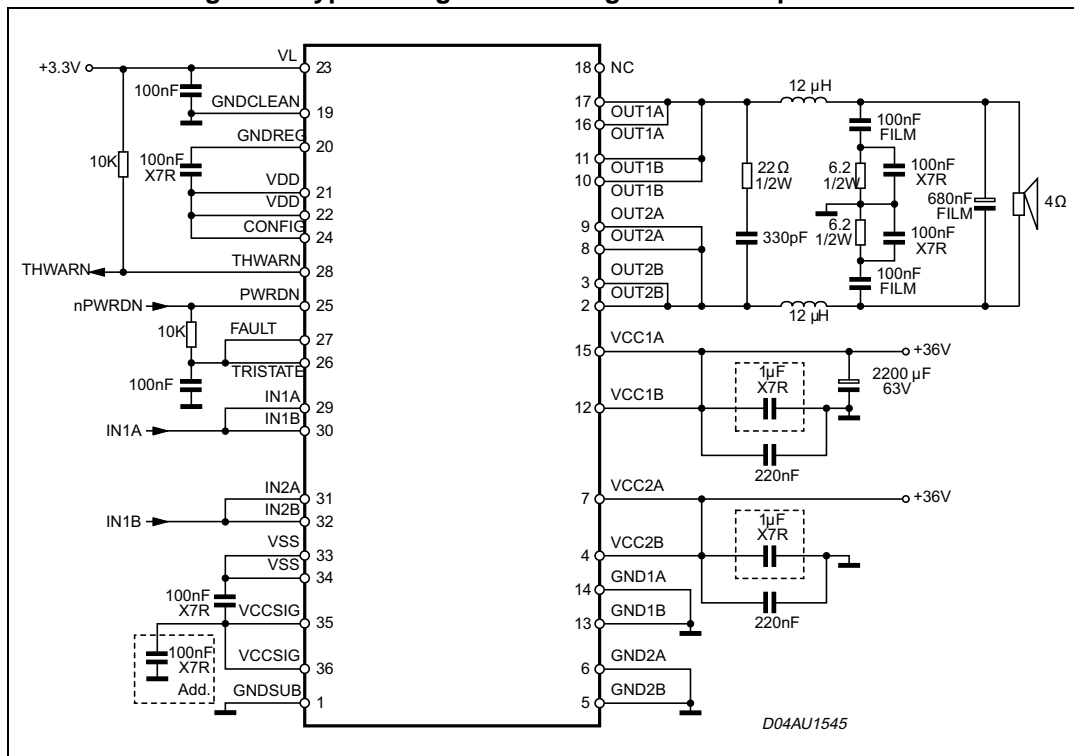 VL
+3.3V
23
100nF
GNDCLEAN
19
GNDREG
20
10K
100nF
X7R
VDD
21
VDD
22
CONFIG
24
THWARN
THWARN
28
nPWRDN
PWRDN
25
10K
FAULT
27
26
TRISTATE
100nF
IN1A
29
IN1A
IN1B
30
IN2A
31
IN1B
IN2B
32
VSS
33
VSS
34
100nF
X7R
VCCSIG
35
100nF
X7R
Add.
VCCSIG
36
GNDSUB
1
18
NC
17
OUT1A
16
OUT1A
11
OUT1B
10
OUT1B
OUT2A
9
OUT2A
8
OUT2B
3
OUT2B
2
12 µH
22Ω
1/2W
330pF
100nF
FILM
6.2
1/2W
100nF
X7R
6.2
1/2W
100nF
X7R
100nF
FILM
680nF
FILM
4Ω
12 µH
15
VCC1A
+36V
1µF
X7R
2200 µF
63V
12
VCC1B
220nF
7
VCC2A
+36V
1µF
X7R
4
VCC2B
220nF
GND1A
14
GND1B
13
GND2A
6
GND2B
5
D04AU1545